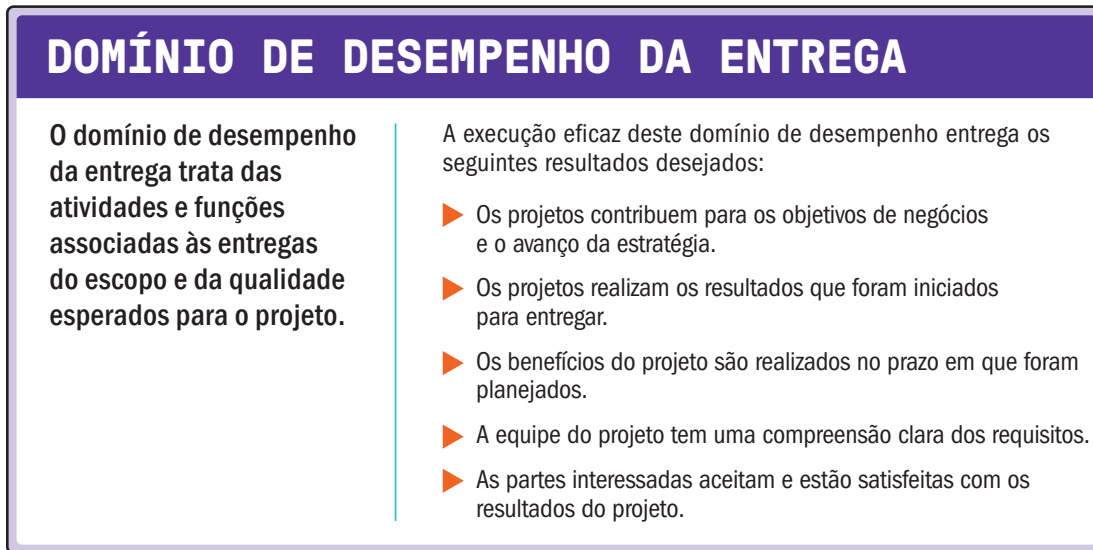 DOMÍNIO DE DESEMPENHO DA ENTREGA
O domínio de desempenho
da entrega trata das
atividades e funções
associadas às entregas
do escopo e da qualidade
esperados para o projeto.
A execução eficaz deste domínio de desempenho entrega os
seguintes resultados desejados:
Os projetos contribuem para os objetivos de negócios
e o avanço da estratégia.
Os projetos realizam os resultados que foram iniciados
para entregar.
Os benefícios do projeto são realizados no prazo em que foram
planejados.
A equipe do projeto tem uma compreensão clara dos requisitos.
As partes interessadas aceitam e estão satisfeitas com os
resultados do projeto.